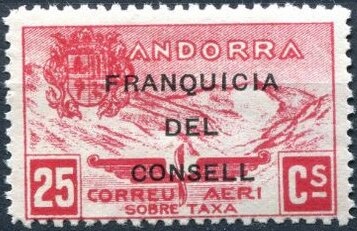 ANDORRA
FRANQUICIA
DEL
CONSELL
25 CORREU AERI Cs
SOBRE TAXA